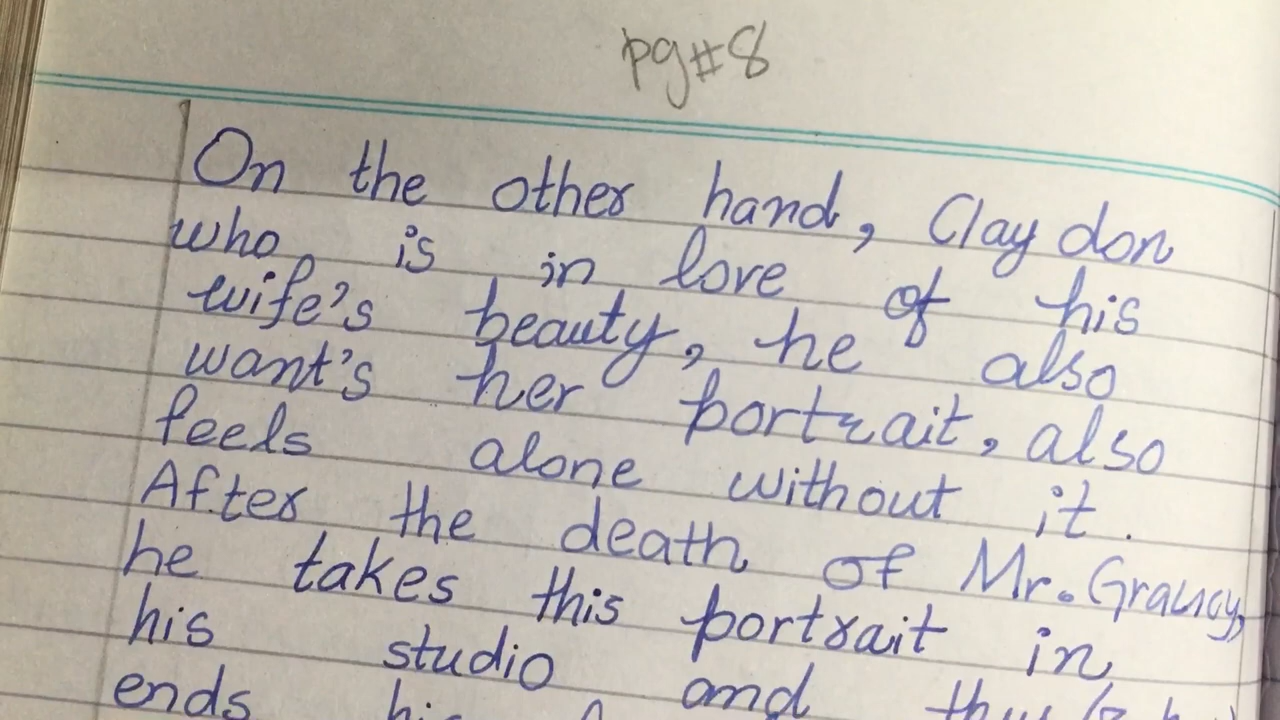 pg#8
On the other hand, Claydon
who is in love of his
wife's beauty, he also
want's her portrait, also
feels alone without it.
After the death of Mr. Grancy,
he takes this portrait in
his studio and
ends